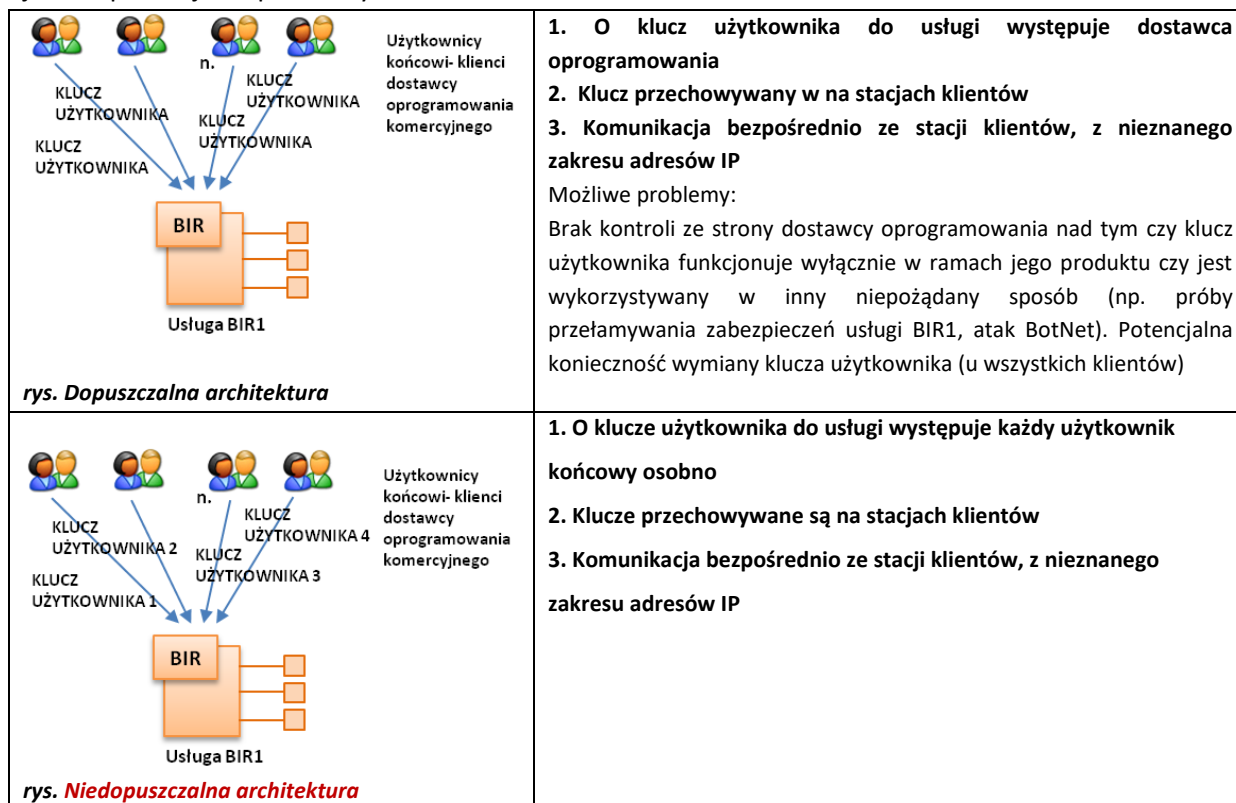 n.
Użytkownicy
końcowi- klienci
dostawcy
oprogramowania
komercyjnego
KLUCZ
UŻYTKOWNIKA
KLUCZ
UŻYTKOWNIKA
KLUCZ
UŻYTKOWNIKA
KLUCZ
UŻYTKOWNIKA
BIR
Usługa BIR1
rys. Dopuszczalna architektura
1. O klucz użytkownika do usługi występuje dostawca
oprogramowania
2. Klucz przechowywany w na stacjach klientów
3. Komunikacja bezpośrednio ze stacji klientów, z nieznanego
zakresu adresów IP
Możliwe problemy:
Brak kontroli ze strony dostawcy oprogramowania nad tym czy klucz
użytkownika funkcjonuje wyłącznie w ramach jego produktu czy jest
wykorzystywany w inny niepożądany sposób (np. próby
przełamywania zabezpieczeń usługi BIR1, atak BotNet). Potencjalna
konieczność wymiany klucza użytkownika (u wszystkich klientów)
n.
Użytkownicy
końcowi- klienci
dostawcy
oprogramowania
komercyjnego
KLUCZ
UŻYTKOWNIKA 2
KLUCZ
UŻYTKOWNIKA 4
KLUCZ
UŻYTKOWNIKA 3
KLUCZ
UŻYTKOWNIKA 1
BIR
Usługa BIR1
rys. Niedopuszczalna architektura
1. O klucze użytkownika do usługi występuje każdy użytkownik
końcowy osobno
2. Klucze przechowywane są na stacjach klientów
3. Komunikacja bezpośrednio ze stacji klientów, z nieznanego
zakresu adresów IP